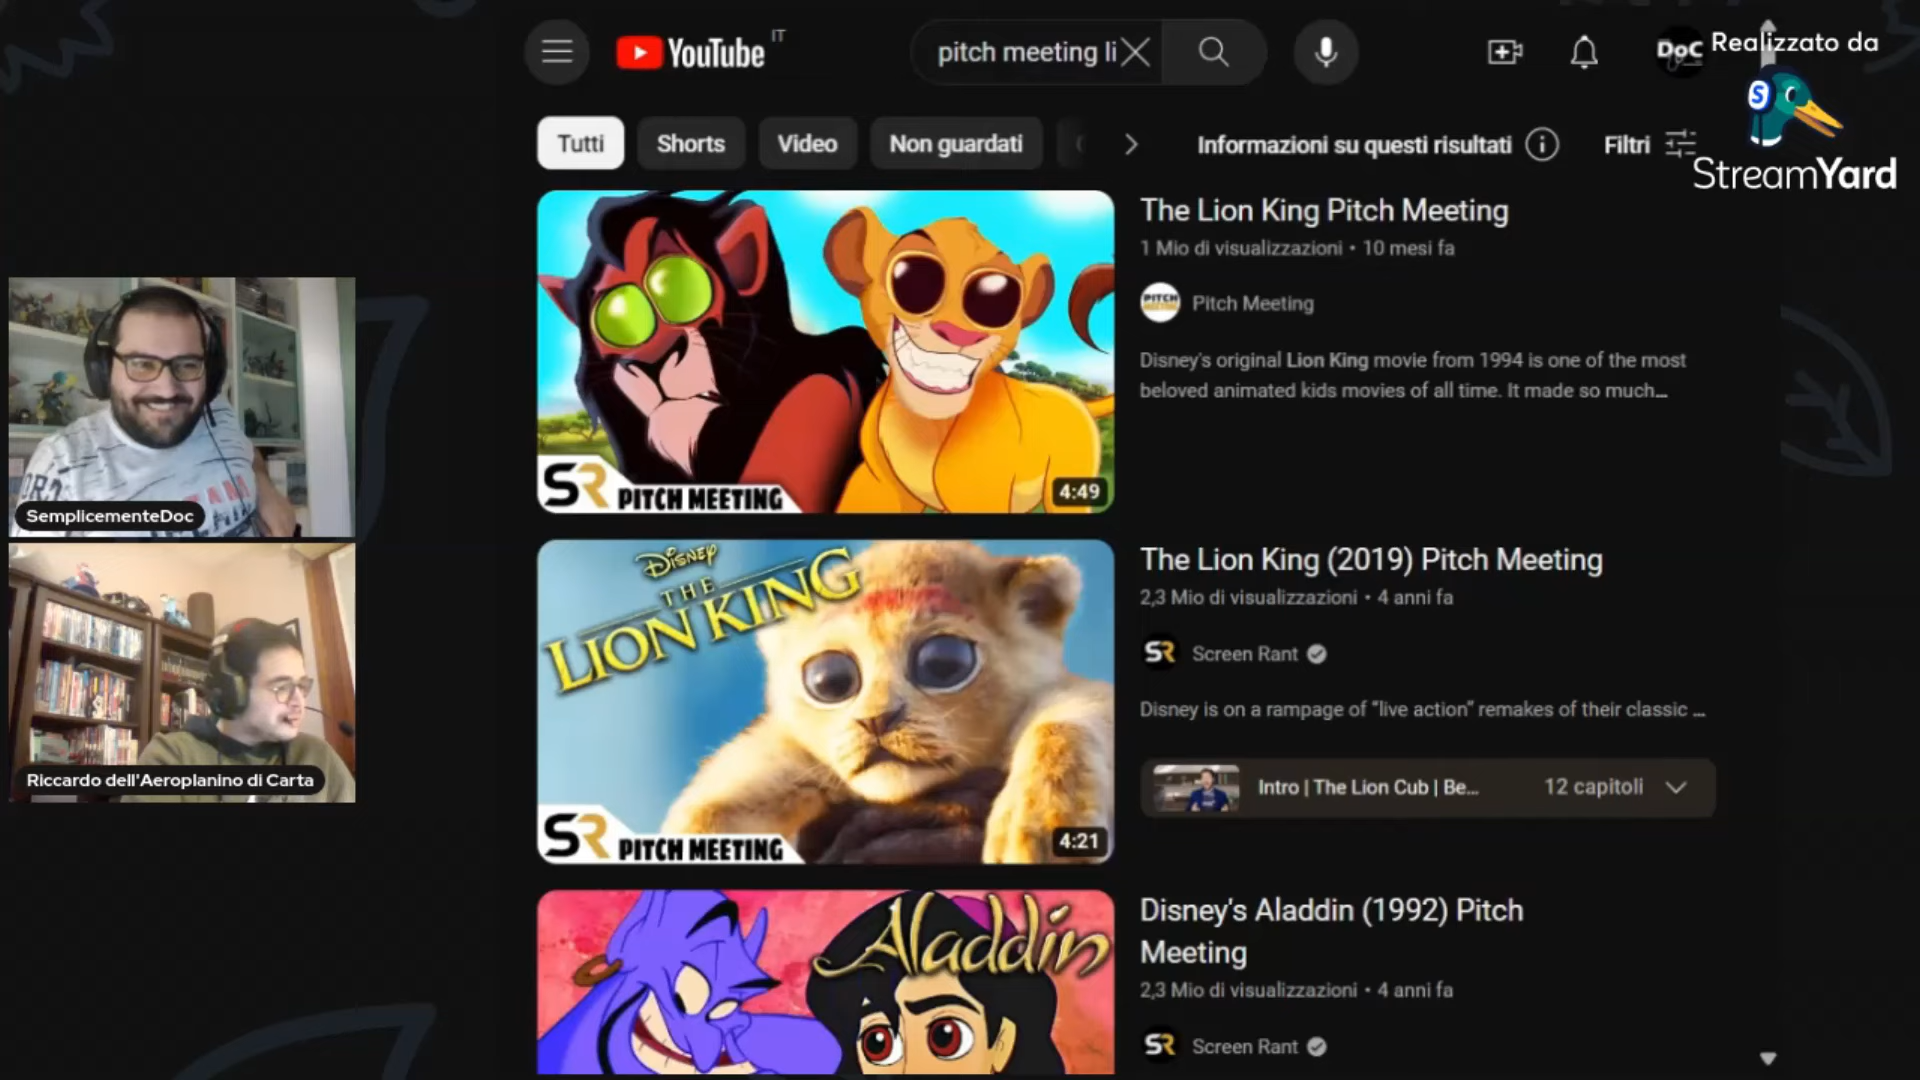 YouTube IT
pitch meeting li
DoC
Realizzato da
StreamYard
Tutti
Shorts
Video
Non guardati
Informazioni su questi risultati
Filtri
SR PITCH MEETING
4:49
The Lion King Pitch Meeting
1 Mio di visualizzazioni • 10 mesi fa
PITCH MEETING
Pitch Meeting
Disney's original Lion King movie from 1994 is one of the most
beloved animated kids movies of all time. It made so much...
SemplicementeDoc
Riccardo dell'Aeroplanino di Carta
DISNEY
THE
LION KING
SR PITCH MEETING
4:21
The Lion King (2019) Pitch Meeting
2,3 Mio di visualizzazioni • 4 anni fa
SR Screen Rant
Disney is on a rampage of "live action" remakes of their classic ...
Intro | The Lion Cub | Be...
12 capitoli
Aladdin
Disney's Aladdin (1992) Pitch
Meeting
2,3 Mio di visualizzazioni • 4 anni fa
SR Screen Rant